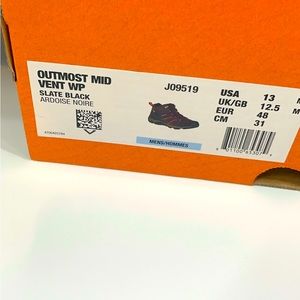 OUTMOST MID
VENT WP
SLATE BLACK
ARDOISE NOIRE
J09519
USA 13
UK/GB 12.5
EUR 48
CM 31
MENS/HOMMES